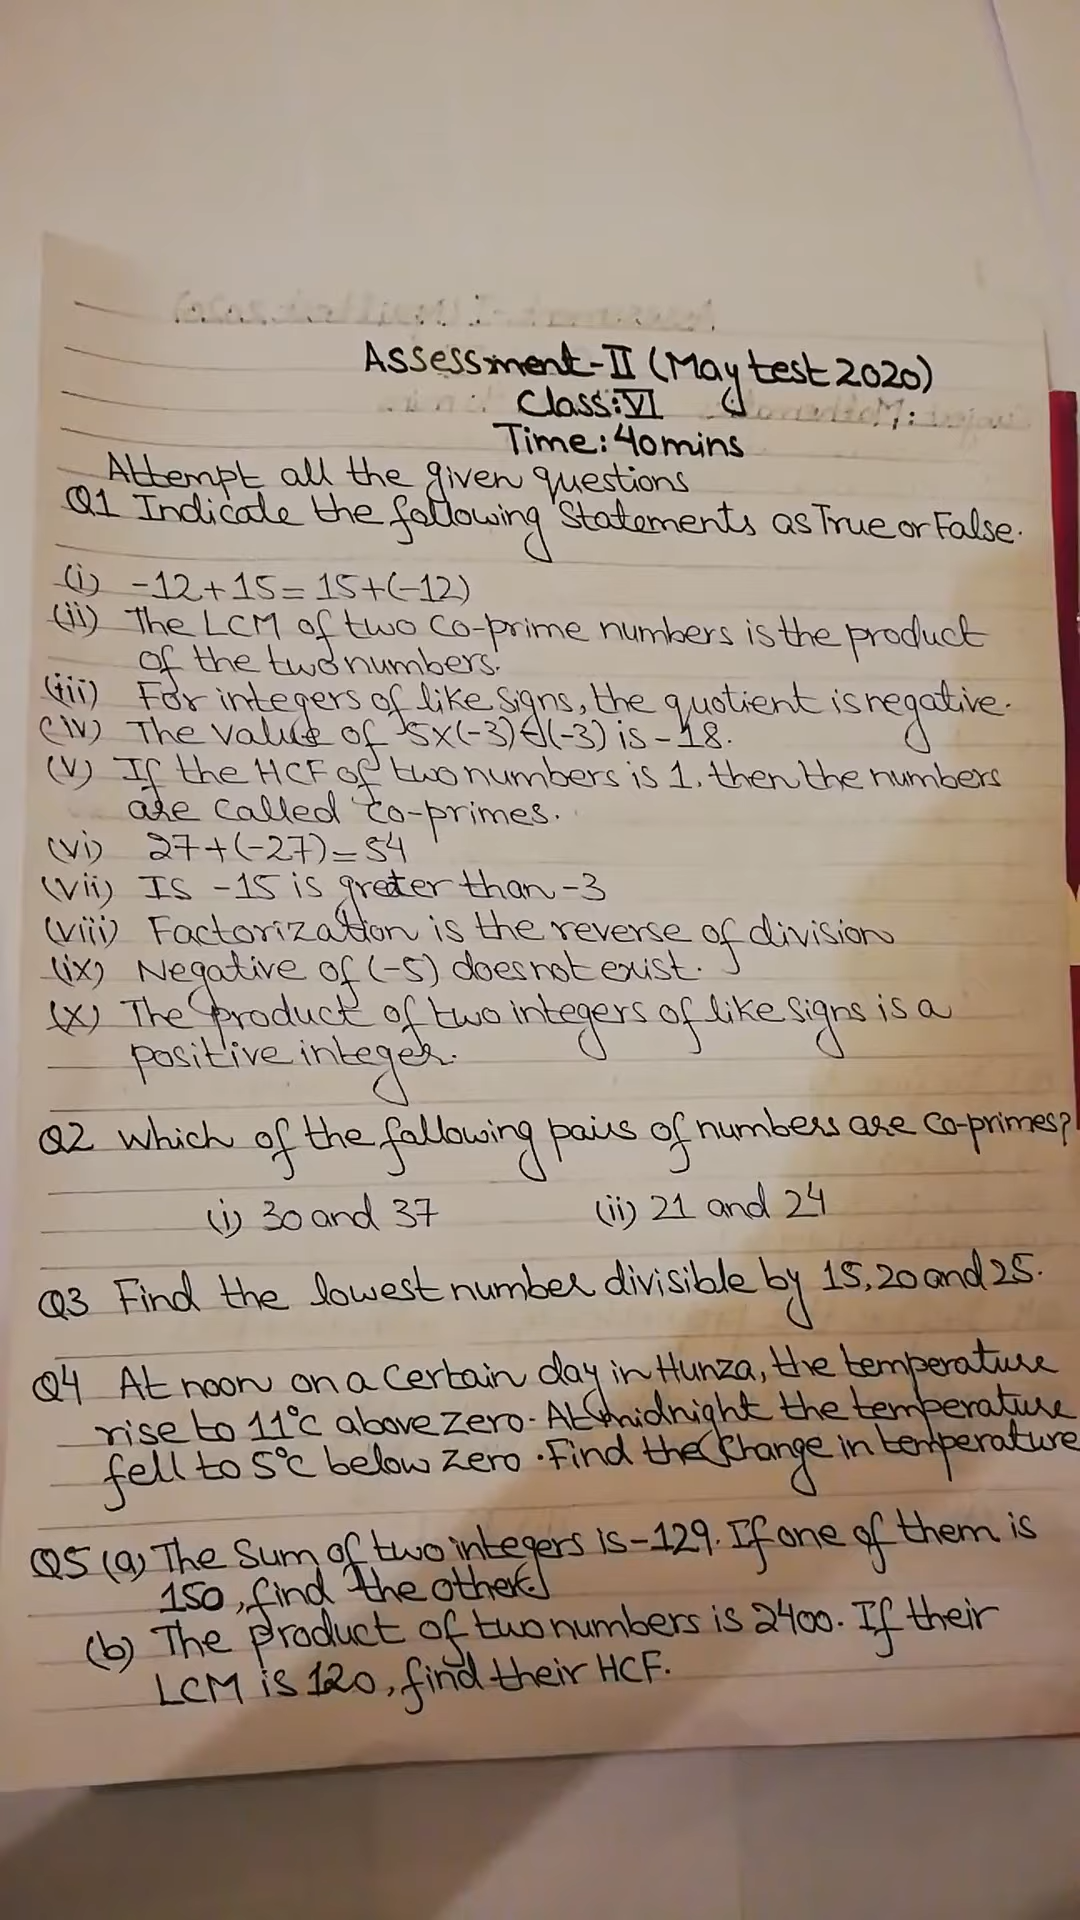 Assessment-II (May test 2020)
Class:VI
Time:40mins
Attempt all the given questions
Q1 Indicate the following Statements as True or False.
(i) -12+15=15+(-12)
(ii) The LCM of two Co-prime numbers is the product
of the two numbers.
(iii) For integers of like signs, the quotient is negative.
(iv) The value of 5x(-3)+(-3) is -18.
(v) If the HCF of two numbers is 1, then the numbers
are called co-primes.
(vi) 27+(-27)=54
(vii) Is -15 is greter than -3
(viii) Factorization is the reverse of division
(ix) Negative of (-5) does not exist.
(x) The product of two integers of like signs is a
positive integer.
Q2 Which of the following pairs of numbers are Co-primes?
(i) 30 and 37 (ii) 21 and 24
Q3 Find the lowest number divisible by 15,20 and 25.
Q4 At noon on a Certain day in Hunza, the temperature
rise to 11°C above zero. At midnight the temperature
fell to 5°C below zero. Find the Change in temperature
Q5 (a) The Sum of two integers is -129. If one of them is
150, find the other.
(b) The product of two numbers is 2400. If their
LCM is 120, find their HCF.